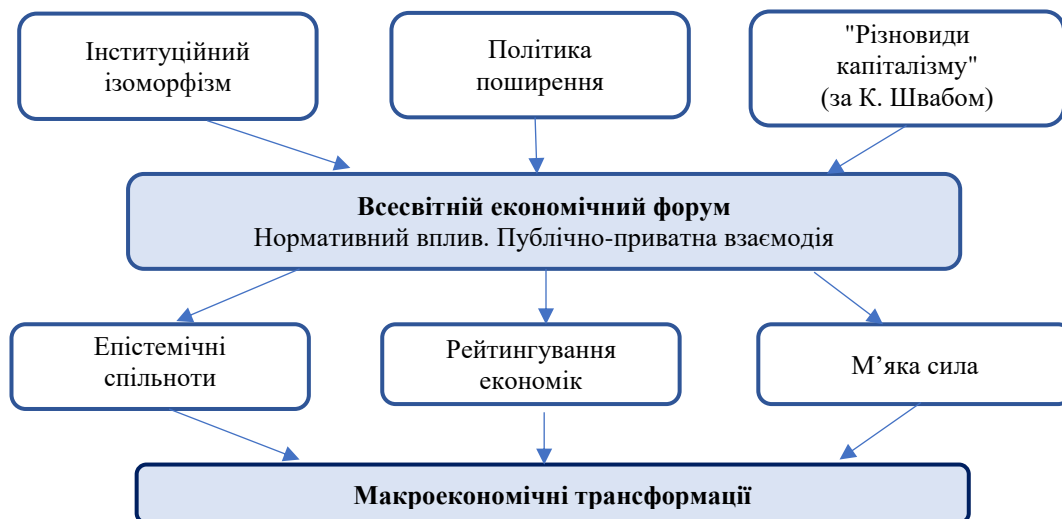 Інституційний
ізоморфізм
Політика
поширення
"Різновиди
капіталізму"
(за К. Швабом)
Всесвітній економічний форум
Нормативний вплив. Публічно-приватна взаємодія
Епістемічні
спільноти
Рейтингування
економік
М’яка сила
Макроекономічні трансформації